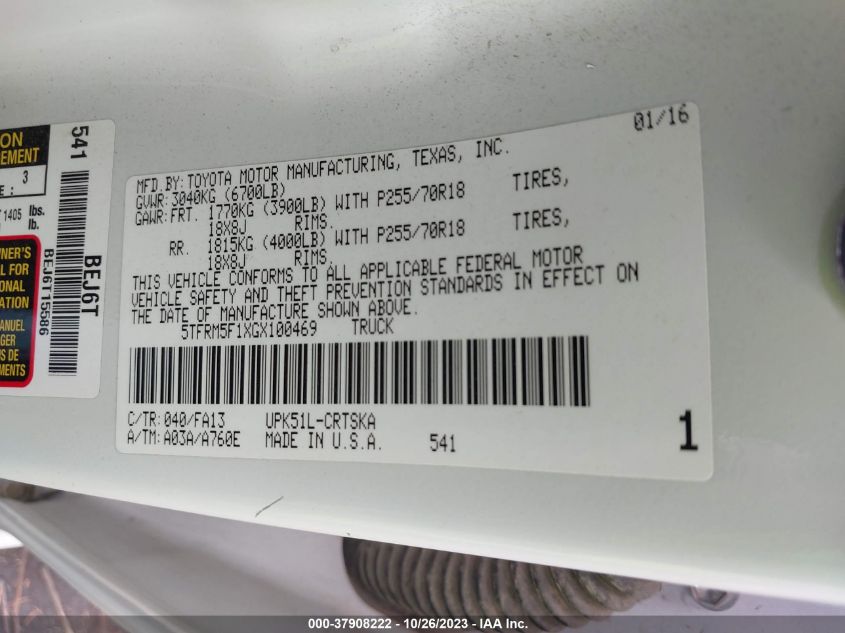 ON
EMENT
E : 3
1405 lbs.
lb.
WNER'S
L FOR
ONAL
ATION
ANUEL
GER
S DE
MENTS
541
BEJ6T
BEJ6T15586
01/16
MFD.BY:TOYOTA MOTOR MANUFACTURING, TEXAS, INC.
GVWR:3040KG (6700LB)
GAWR:FRT. 1770KG (3900LB) WITH P255/70R18 TIRES,
18X8J RIMS.
RR. 1815KG (4000LB) WITH P255/70R18 TIRES,
18X8J RIMS.
THIS VEHICLE CONFORMS TO ALL APPLICABLE FEDERAL MOTOR
VEHICLE SAFETY AND THEFT PREVENTION STANDARDS IN EFFECT ON
THE DATE OF MANUFACTURE SHOWN ABOVE.
5TFRM5F1XGX100469 TRUCK
C/TR:040/FA13 UPK51L-CRTSKA
A/TM:A03A/A760E MADE IN U.S.A. 541
1
000-37908222 - 10/26/2023 - IAA Inc.